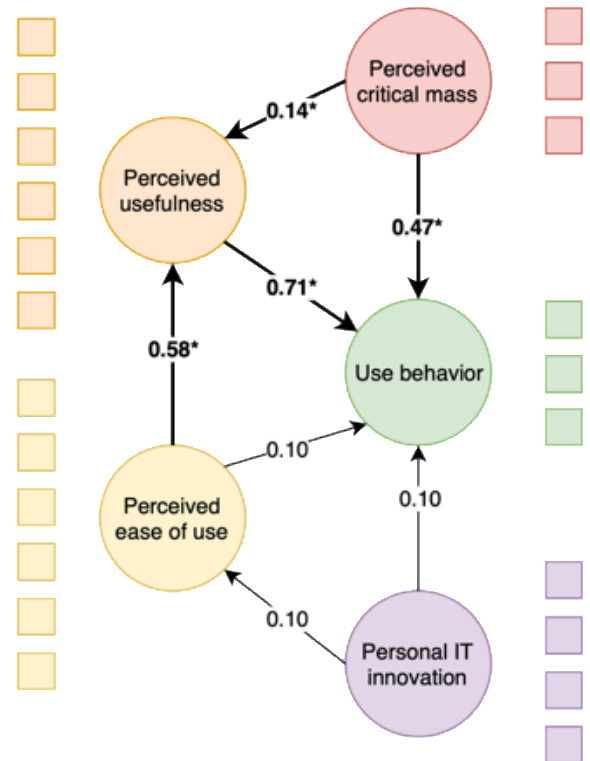 Perceived
critical mass
0.14*
Perceived
usefulness
0.47*
0.71*
0.58*
Use behavior
0.10
0.10
Perceived
ease of use
0.10
Personal IT
innovation